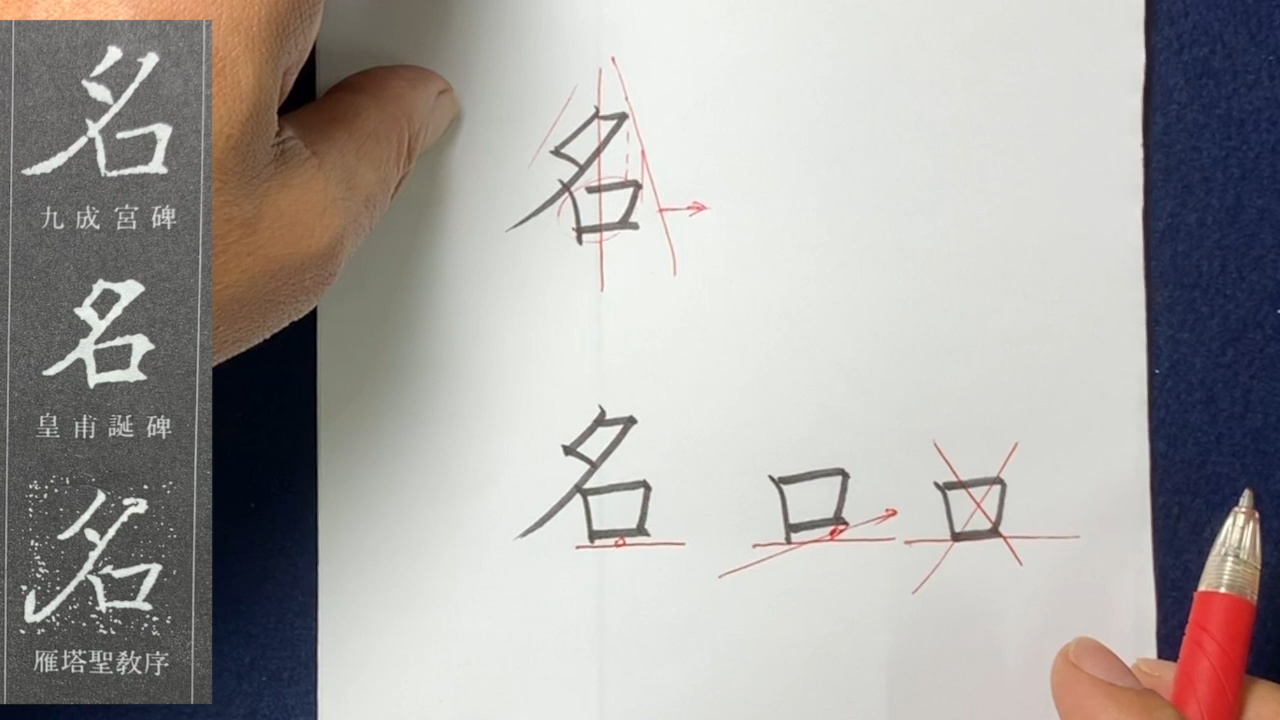 名
九成宮碑
名
皇甫誕碑
名
雁塔聖教序
名
名 口 口